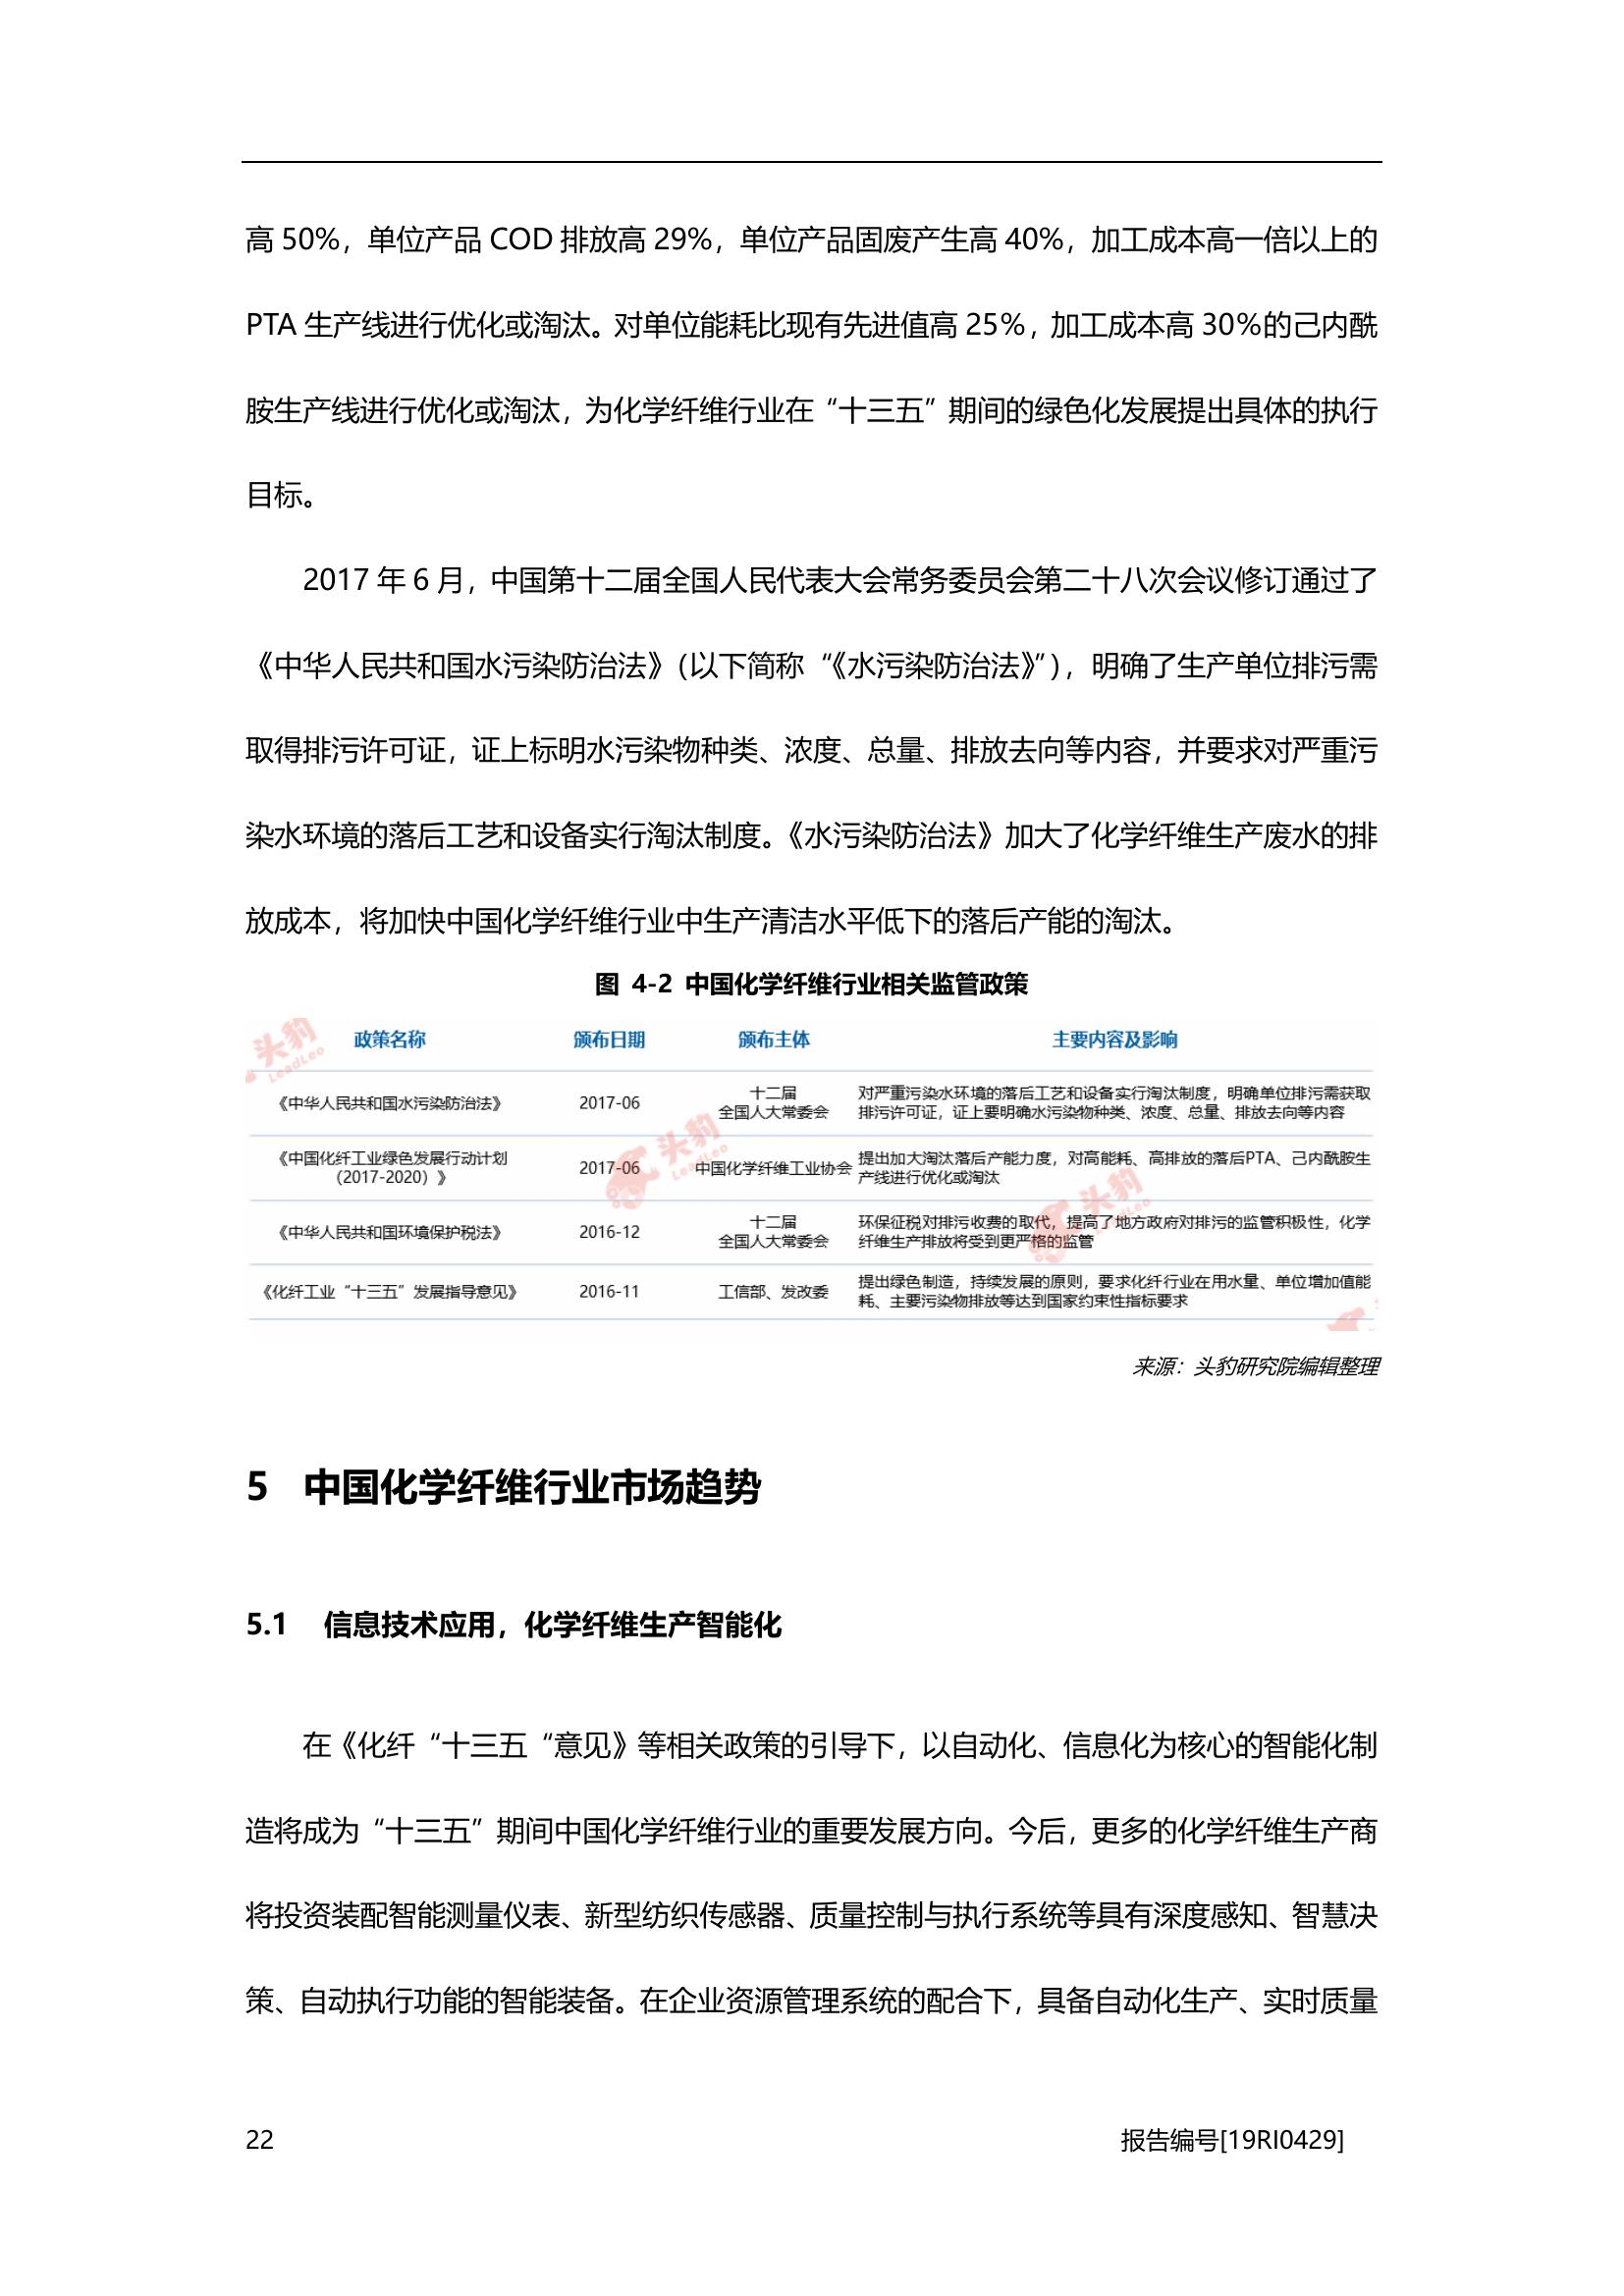 高 50%，单位产品 COD 排放高 29%，单位产品固废产生高 40%，加工成本高一倍以上的
PTA 生产线进行优化或淘汰。对单位能耗比现有先进值高 25%，加工成本高 30%的己内酰
胺生产线进行优化或淘汰，为化学纤维行业在“十三五”期间的绿色化发展提出具体的执行
目标。
2017 年 6 月，中国第十二届全国人民代表大会常务委员会第二十八次会议修订通过了
《中华人民共和国水污染防治法》（以下简称“《水污染防治法》”），明确了生产单位排污需
取得排污许可证，证上标明水污染物种类、浓度、总量、排放去向等内容，并要求对严重污
染水环境的落后工艺和设备实行淘汰制度。《水污染防治法》加大了化学纤维生产废水的排
放成本，将加快中国化学纤维行业中生产清洁水平低下的落后产能的淘汰。
图 4-2 中国化学纤维行业相关监管政策
政策名称 颁布日期 颁布主体 主要内容及影响
《中华人民共和国水污染防治法》 2017-06 十二届 全国人大常委会 对严重污染水环境的落后工艺和设备实行淘汰制度，明确单位排污需获取
排污许可证，证上要明确水污染物种类、浓度、总量、排放去向等内容
《中国化纤工业绿色发展行动计划
（2017-2020）》 2017-06 中国化学纤维工业协会 提出加大淘汰落后产能力度，对高能耗、高排放的落后PTA、己内酰胺生
产线进行优化或淘汰
《中华人民共和国环境保护税法》 2016-12 十二届 全国人大常委会 环保征税对排污收费的取代，提高了地方政府对排污的监管积极性，化学
纤维生产排放将受到更严格的监管
《化纤工业“十三五”发展指导意见》 2016-11 工信部、发改委 提出绿色制造，持续发展的原则，要求化纤行业在用水量、单位增加值能
耗、主要污染物排放等达到国家约束性指标要求
头豹
LeadLeo
头豹
LeadLeo
头豹
LeadLeo
来源：头豹研究院编辑整理
5 中国化学纤维行业市场趋势
5.1 信息技术应用，化学纤维生产智能化
在《化纤“十三五“意见》等相关政策的引导下，以自动化、信息化为核心的智能化制
造将成为“十三五”期间中国化学纤维行业的重要发展方向。今后，更多的化学纤维生产商
将投资装配智能测量仪表、新型纺织传感器、质量控制与执行系统等具有深度感知、智慧决
策、自动执行功能的智能装备。在企业资源管理系统的配合下，具备自动化生产、实时质量
22 报告编号[19RI0429]